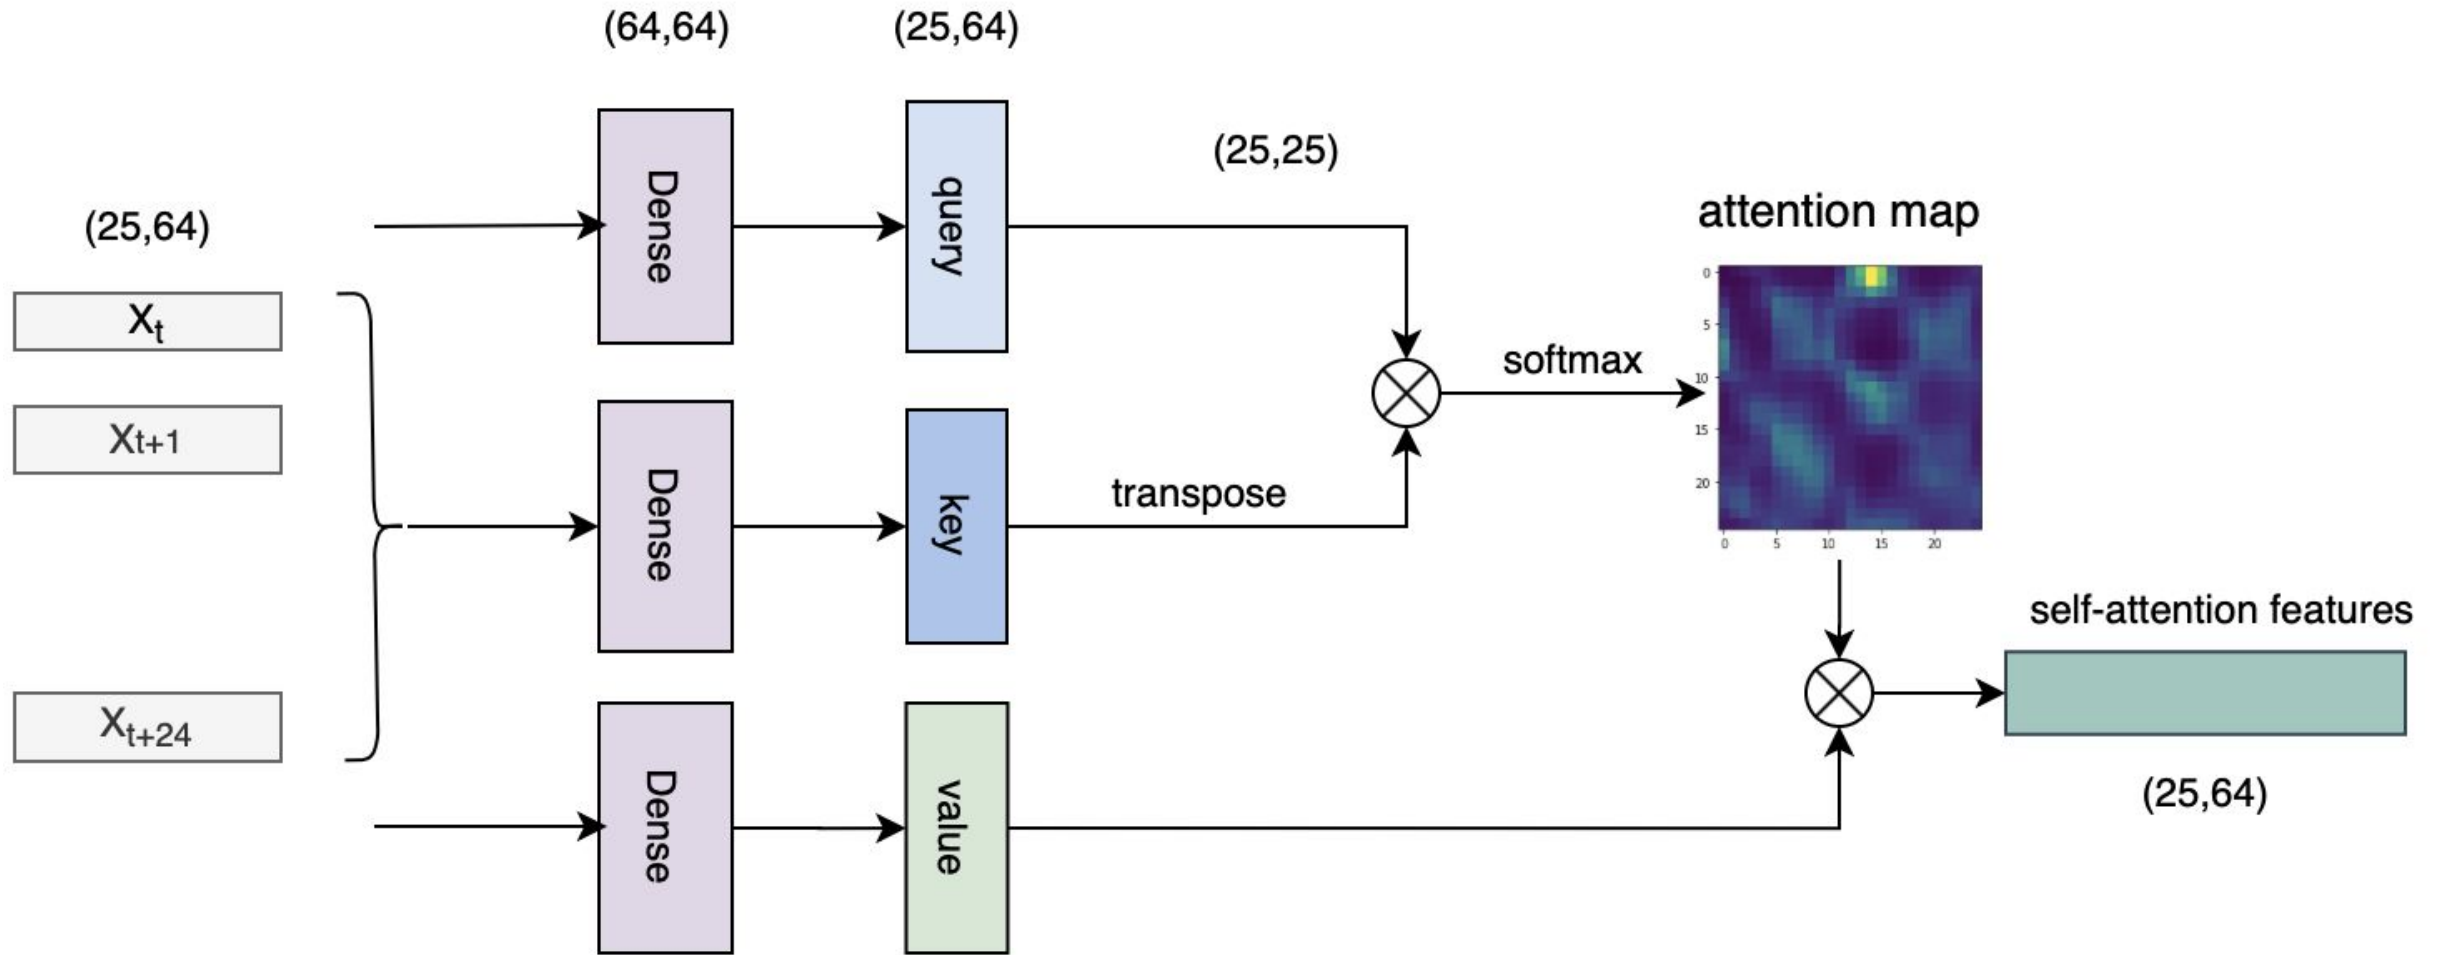 (64,64)
(25,64)
(25,25)
(25,64)
Dense
query
attention map
Xt
Xt+1
Xt+24
softmax
0
5
10
15
20
0 5 10 15 20
Dense
key
transpose
self-attention features
(25,64)
Dense
value